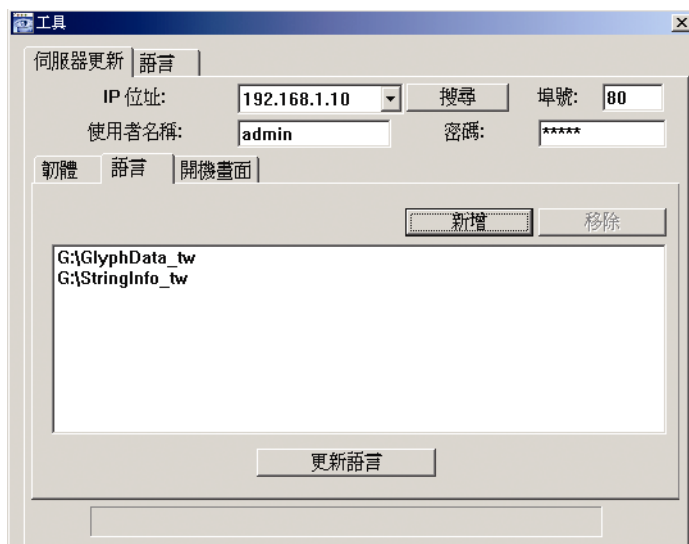 工具
伺服器更新 語言
IP 位址: 192.168.1.10 搜尋 埠號: 80
使用者名稱: admin 密碼: *****
韌體 語言 開機畫面
新增 移除
G:\GlyphData_tw
G:\StringInfo_tw
更新語言